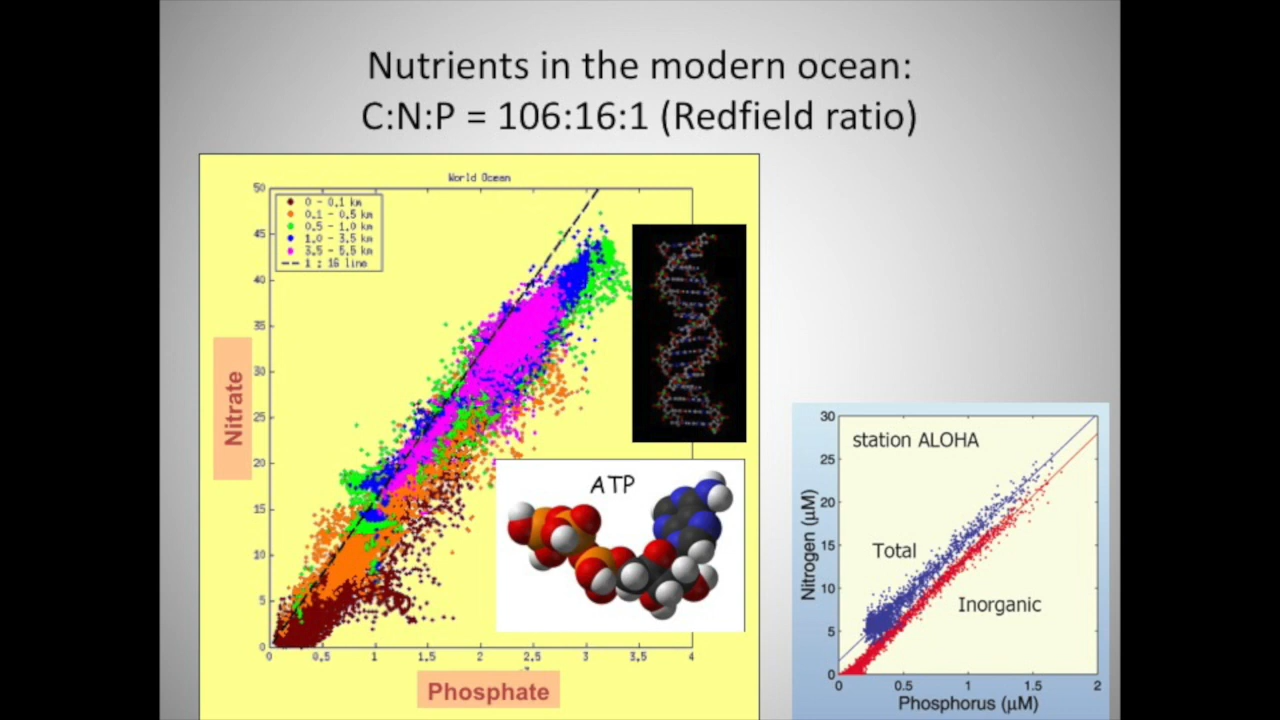 Nutrients in the modern ocean:
C:N:P = 106:16:1 (Redfield ratio)
World Ocean
50
45
40
35
30
25
20
15
10
5
0
0 - 0.1 km
0.1 - 0.5 km
0.5 - 1.0 km
1.0 - 3.5 km
3.5 - 5.5 km
1 : 16 line
Nitrate
ATP
0 0.5 1 1.5 2 2.5 3 3.5 4
Phosphate
station ALOHA
Total
Inorganic
Nitrogen (µM)
30
25
20
15
10
5
0
0 0.5 1 1.5 2
Phosphorus (µM)